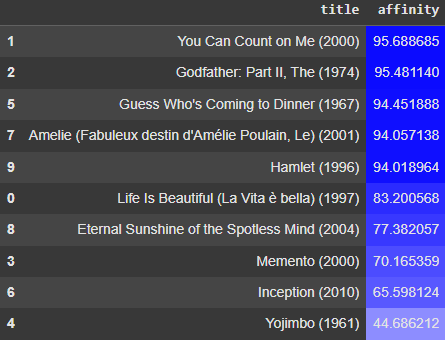 title affinity
1 You Can Count on Me (2000) 95.688685
2 Godfather: Part II, The (1974) 95.481140
5 Guess Who's Coming to Dinner (1967) 94.451888
7 Amelie (Fabuleux destin d'Amélie Poulain, Le) (2001) 94.057138
9 Hamlet (1996) 94.018964
0 Life Is Beautiful (La Vita è bella) (1997) 83.200568
8 Eternal Sunshine of the Spotless Mind (2004) 77.382057
3 Memento (2000) 70.165359
6 Inception (2010) 65.598124
4 Yojimbo (1961) 44.686212